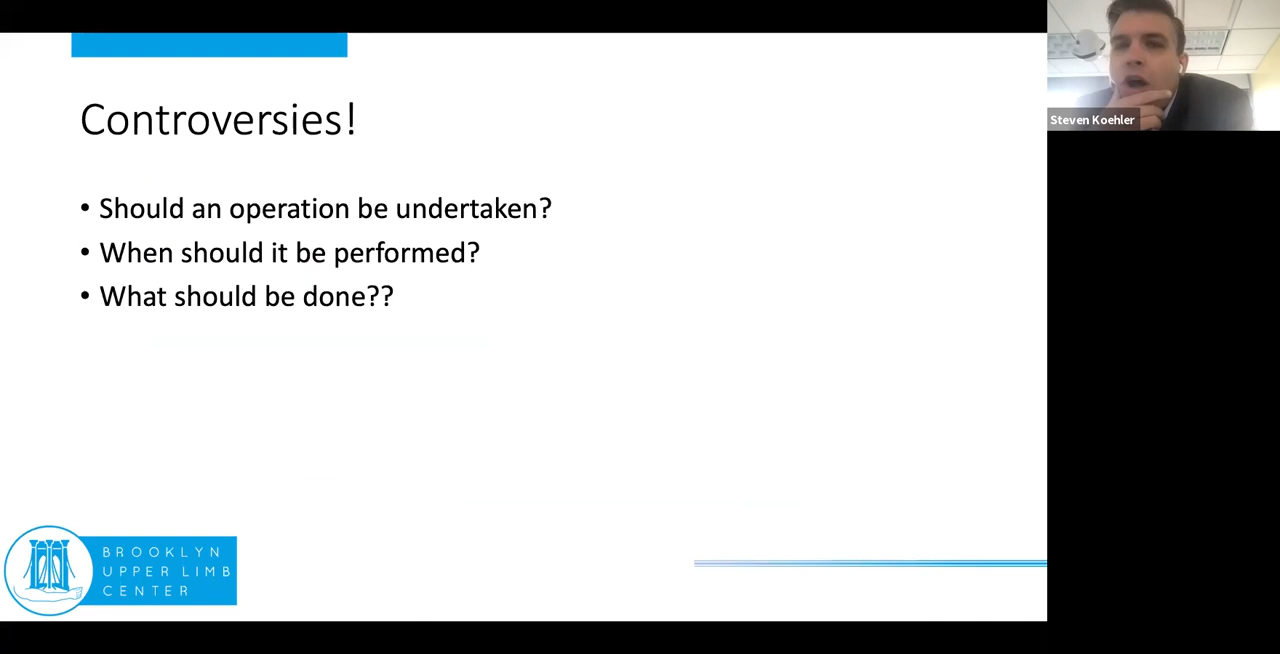 Controversies!
• Should an operation be undertaken?
• When should it be performed?
• What should be done??
BROOKLYN
UPPER LIMB
CENTER
Steven Koehler